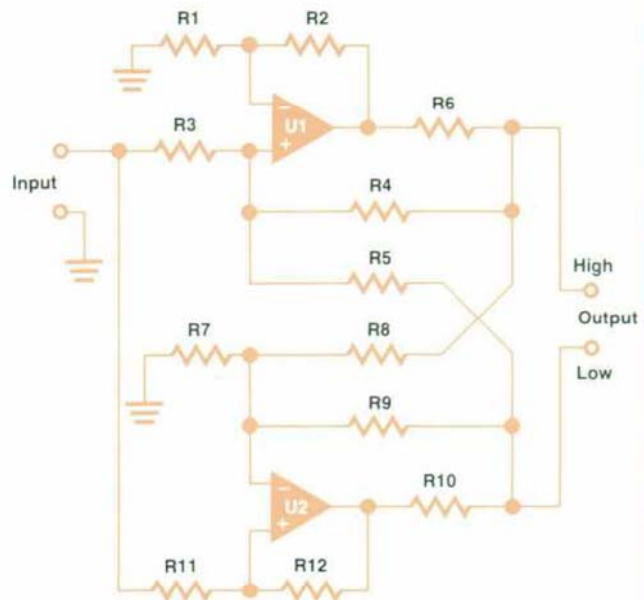 R1
R2
R3
U1
R6
Input
R4
R5
High
R7
R8
Output
Low
R9
R10
U2
R11
R12